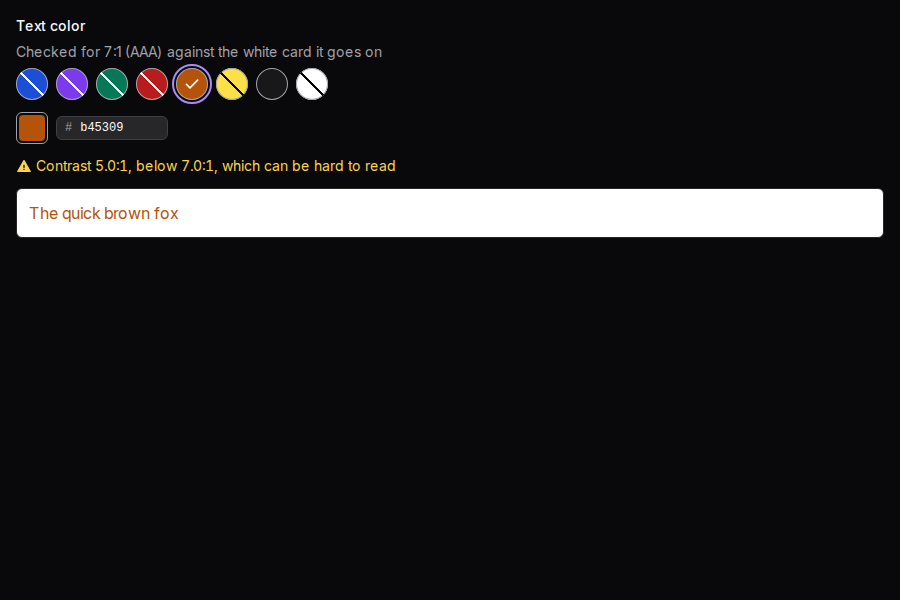 Text color
Checked for 7:1 (AAA) against the white card it goes on
# b45309
Contrast 5.0:1, below 7.0:1, which can be hard to read
The quick brown fox